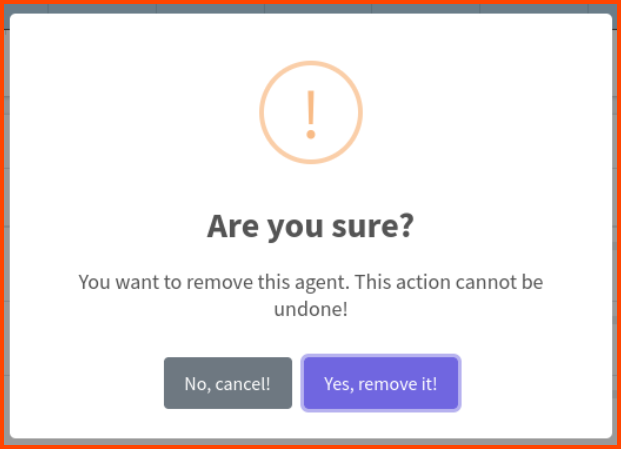 !
Are you sure?
You want to remove this agent. This action cannot be
undone!
No, cancel!
Yes, remove it!